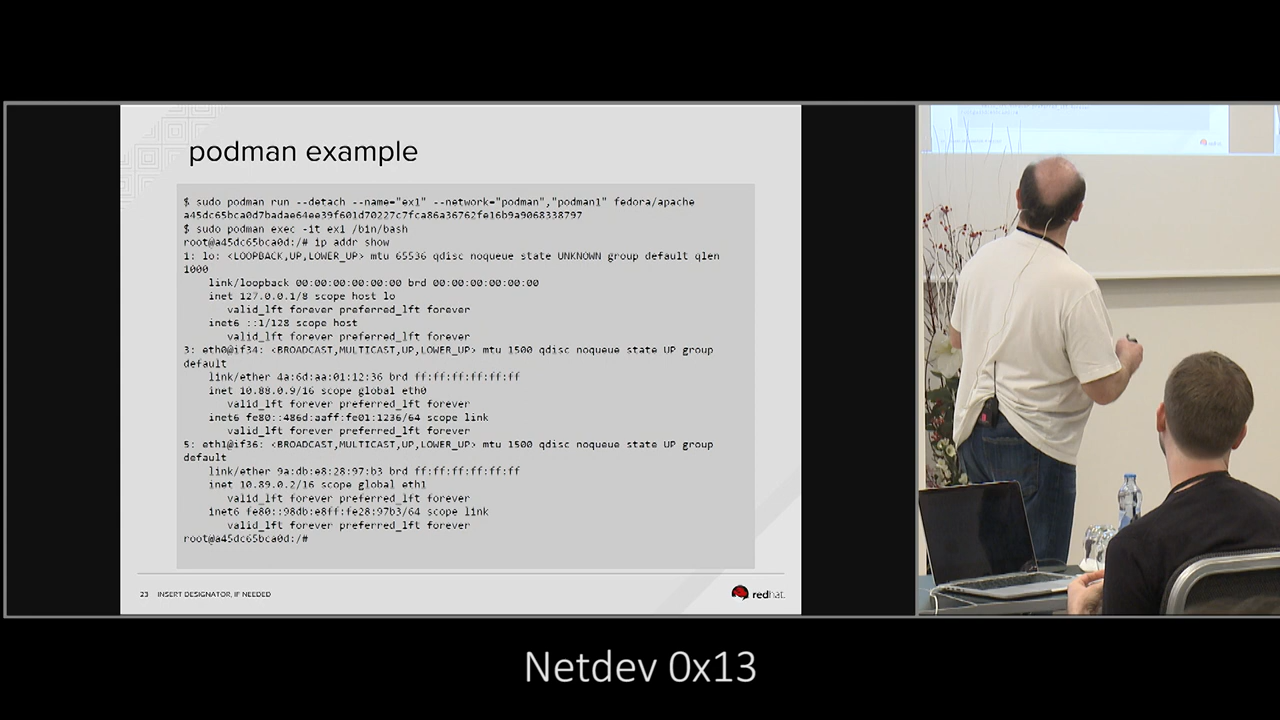 podman example
$ sudo podman run --detach --name="ex1" --network="podman","podman1" fedora/apache
a45dc65bca0d7badae64ee39f601d70227c7fca86a36762fe16b9a9068338797
$ sudo podman exec -it ex1 /bin/bash
root@a45dc65bca0d:/# ip addr show
1: lo: <LOOPBACK,UP,LOWER_UP> mtu 65536 qdisc noqueue state UNKNOWN group default qlen
1000
link/loopback 00:00:00:00:00:00 brd 00:00:00:00:00:00
inet 127.0.0.1/8 scope host lo
valid_lft forever preferred_lft forever
inet6 ::1/128 scope host
valid_lft forever preferred_lft forever
3: eth0@if34: <BROADCAST,MULTICAST,UP,LOWER_UP> mtu 1500 qdisc noqueue state UP group
default
link/ether 4a:6d:aa:01:12:36 brd ff:ff:ff:ff:ff:ff
inet 10.88.0.9/16 scope global eth0
valid_lft forever preferred_lft forever
inet6 fe80::486d:aaff:fe01:1236/64 scope link
valid_lft forever preferred_lft forever
5: eth1@if36: <BROADCAST,MULTICAST,UP,LOWER_UP> mtu 1500 qdisc noqueue state UP group
default
link/ether 9a:db:e8:28:97:b3 brd ff:ff:ff:ff:ff:ff
inet 10.89.0.2/16 scope global eth1
valid_lft forever preferred_lft forever
inet6 fe80::98db:e8ff:fe28:97b3/64 scope link
valid_lft forever preferred_lft forever
root@a45dc65bca0d:/#
23 INSERT DESIGNATOR, IF NEEDED
redhat.
Netdev 0x13